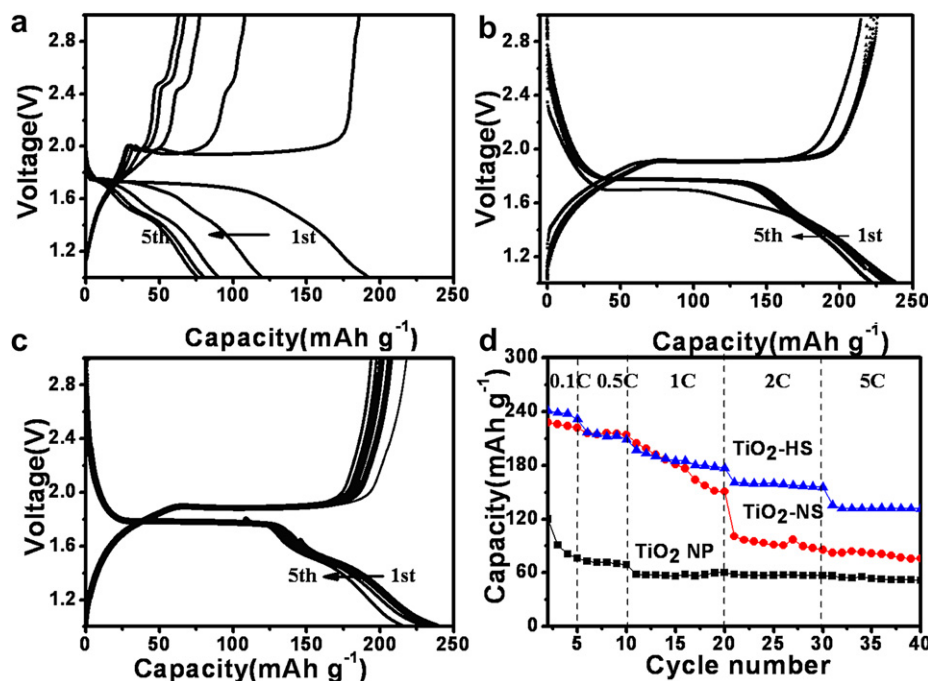 a
2.8
2.4
2.0
1.6
1.2
Voltage(V)
5th
1st
0 50 100 150 200 250
Capacity(mAh g-1)
b
2.8
2.4
2.0
1.6
1.2
Voltage(V)
5th
1st
0 50 100 150 200 250
Capacity(mAh g-1)
c
2.8
2.4
2.0
1.6
1.2
Voltage(V)
5th
1st
0 50 100 150 200 250
Capacity(mAh g-1)
d
300
240
180
120
60
0
Capacity(mAh g-1)
0.1C 0.5C 1C 2C 5C
TiO2-HS
TiO2-NS
TiO2 NP
5 10 15 20 25 30 35 40
Cycle number